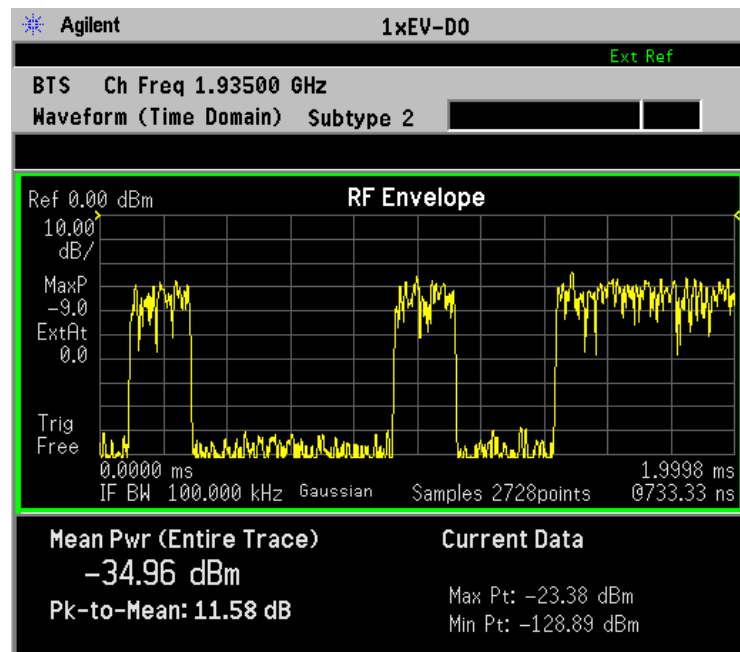 Agilent 1xEV-DO
Ext Ref
BTS Ch Freq 1.93500 GHz
Waveform (Time Domain) Subtype 2
Ref 0.00 dBm RF Envelope
10.00
dB/
MaxP
-9.0
ExtAt
0.0
Trig
Free
0.0000 ms 1.9998 ms
IF BW 100.000 kHz Gaussian Samples 2728points @733.33 ns
Mean Pwr (Entire Trace) Current Data
-34.96 dBm
Max Pt: -23.38 dBm
Pk-to-Mean: 11.58 dB
Min Pt: -128.89 dBm